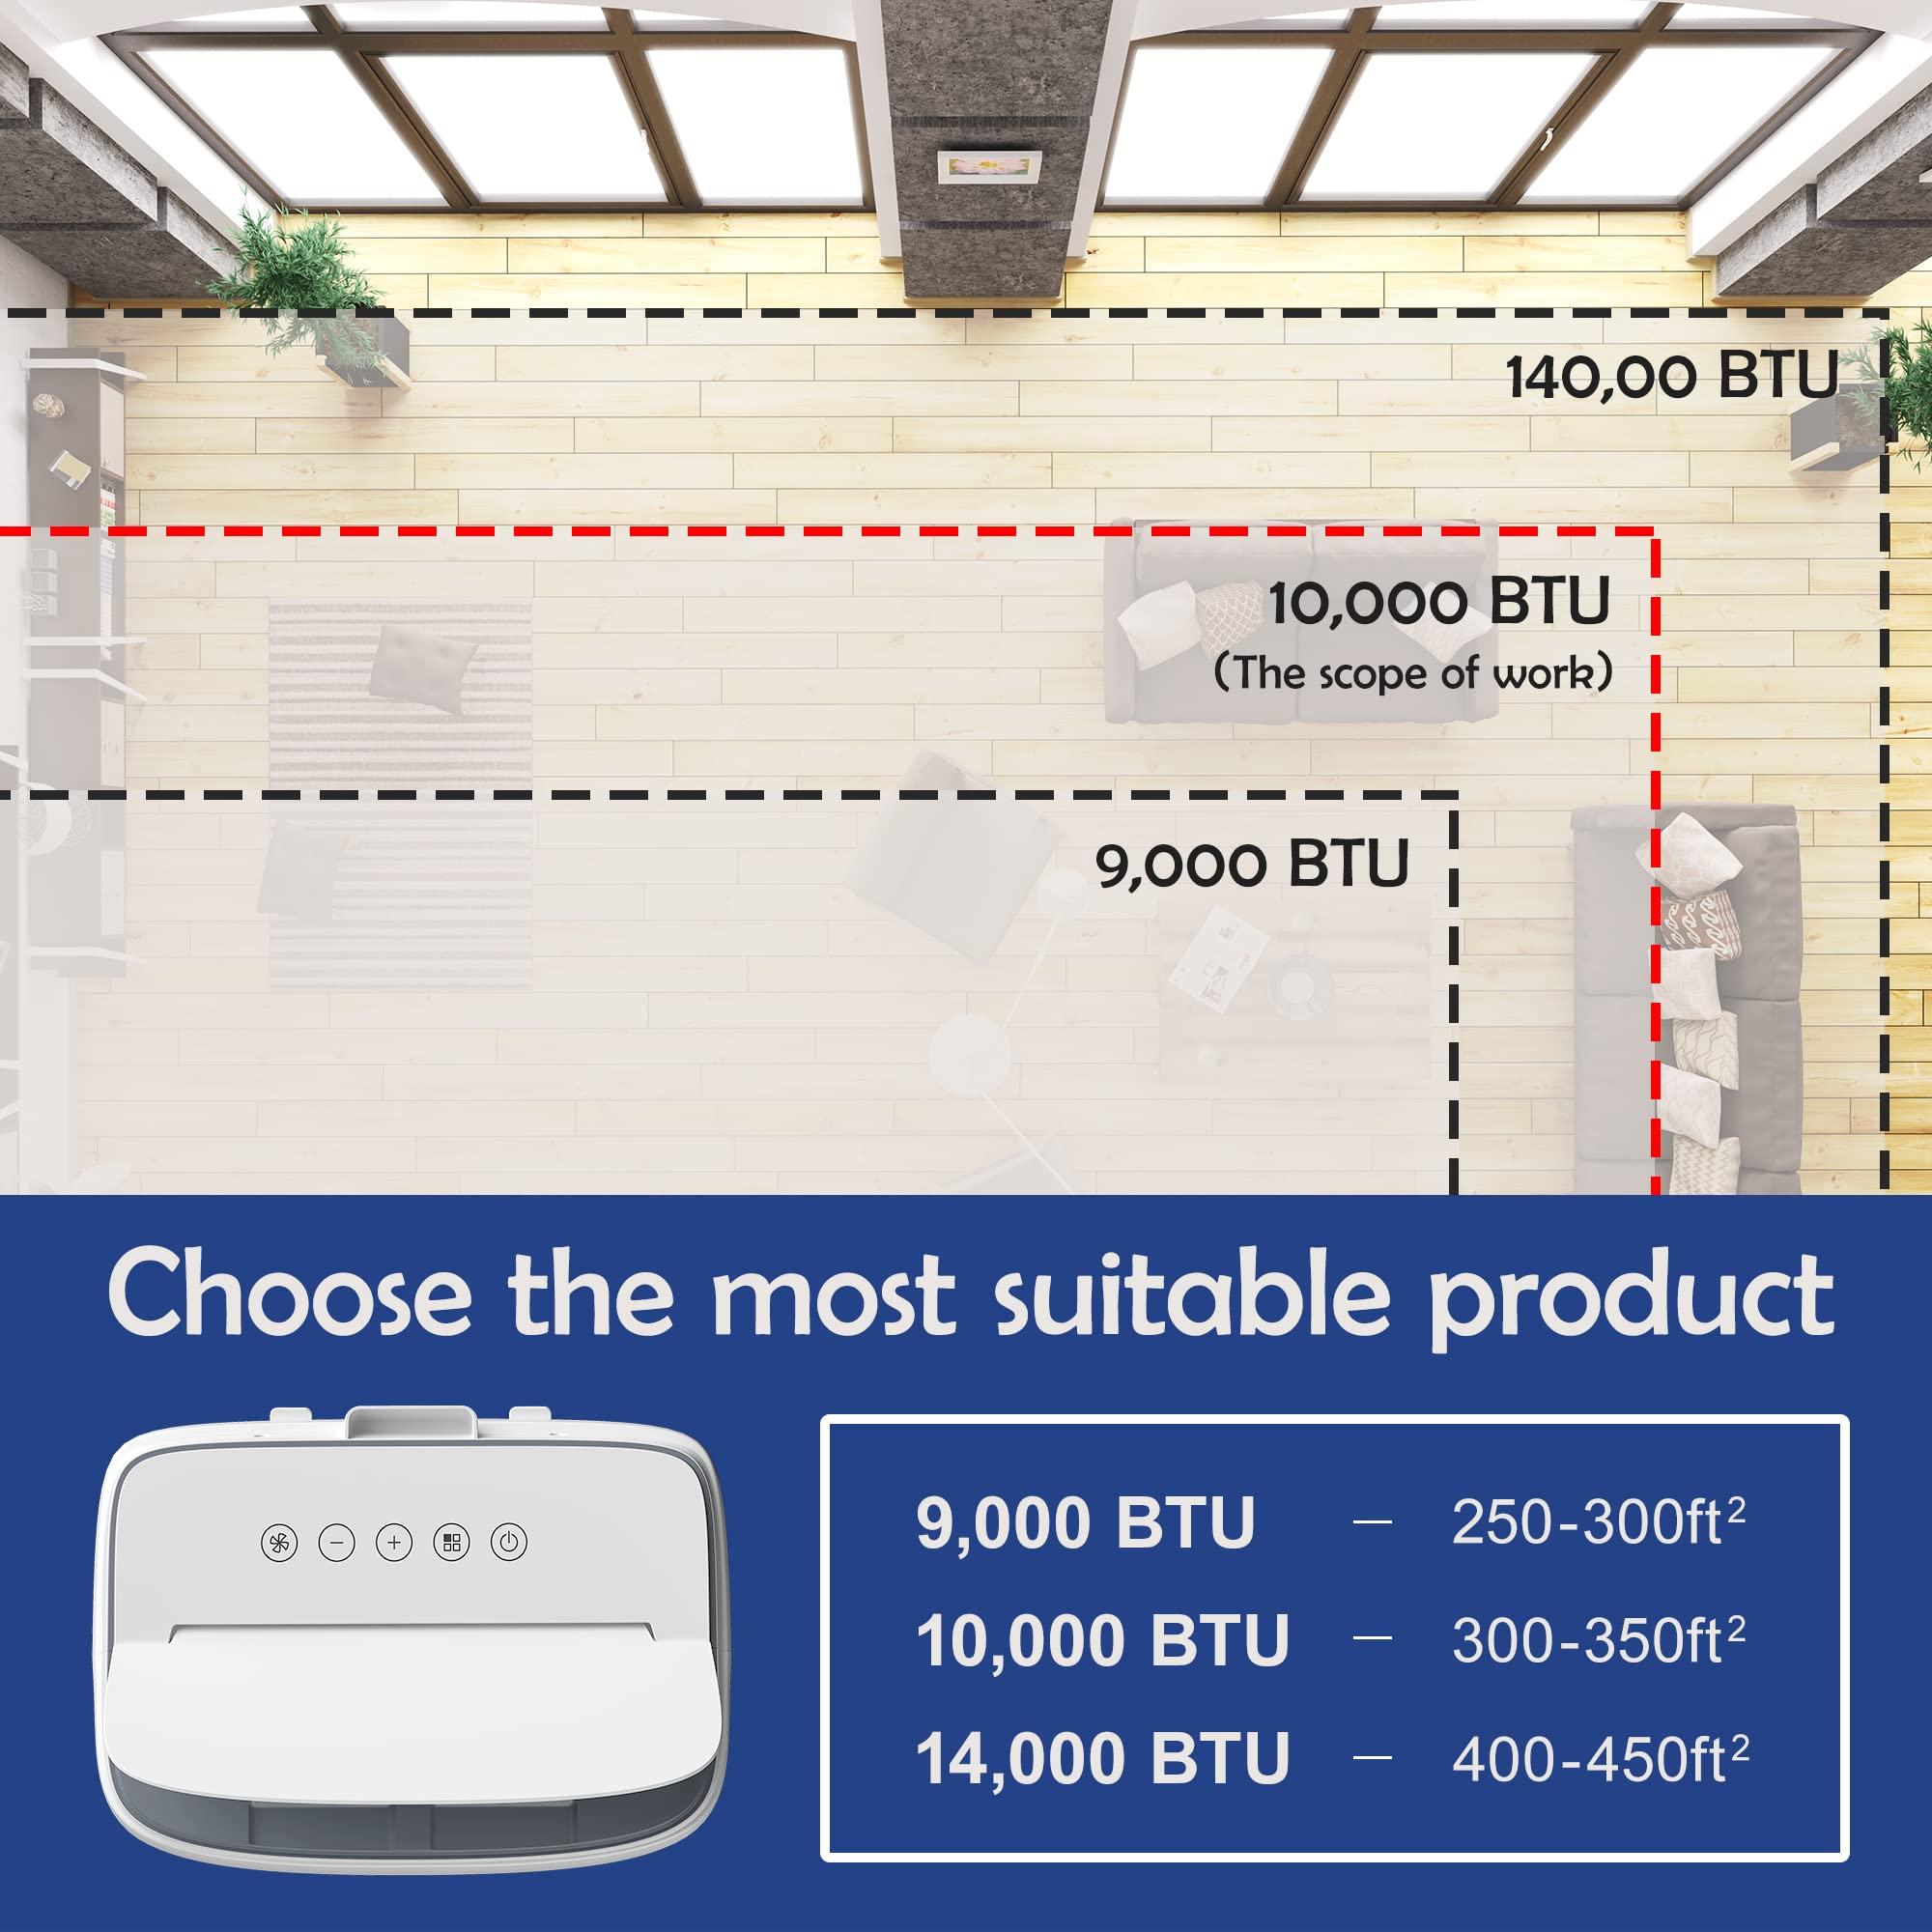 140,00 BTU
10,000 BTU
(The scope of work)
9,000 BTU
Choose the most suitable product
9,000 BTU — 250-300ft²
10,000 BTU — 300-350ft²
14,000 BTU — 400-450ft²